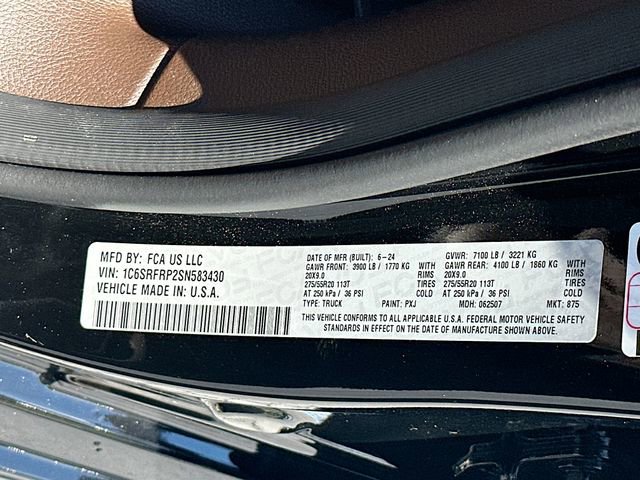 MFD BY: FCA US LLC
VIN: 1C6SRFRP2SN583430
VEHICLE MADE IN: U.S.A.
DATE OF MFR (BUILT): 6-24
GVWR: 7100 LB / 3221 KG
GAWR FRONT: 3900 LB / 1770 KG
WITH
GAWR REAR: 4100 LB / 1860 KG
WITH
20X9.0
RIMS
20X9.0
RIMS
275/55R20 113T
TIRES
275/55R20 113T
TIRES
AT 250 kPa / 36 PSI
COLD
AT 250 kPa / 36 PSI
COLD
TYPE: TRUCK
PAINT: PXJ
MDH: 062507
MKT: 875
THIS VEHICLE CONFORMS TO ALL APPLICABLE U.S.A. FEDERAL MOTOR VEHICLE SAFETY
STANDARDS IN EFFECT ON THE DATE OF MANUFACTURE SHOWN ABOVE.